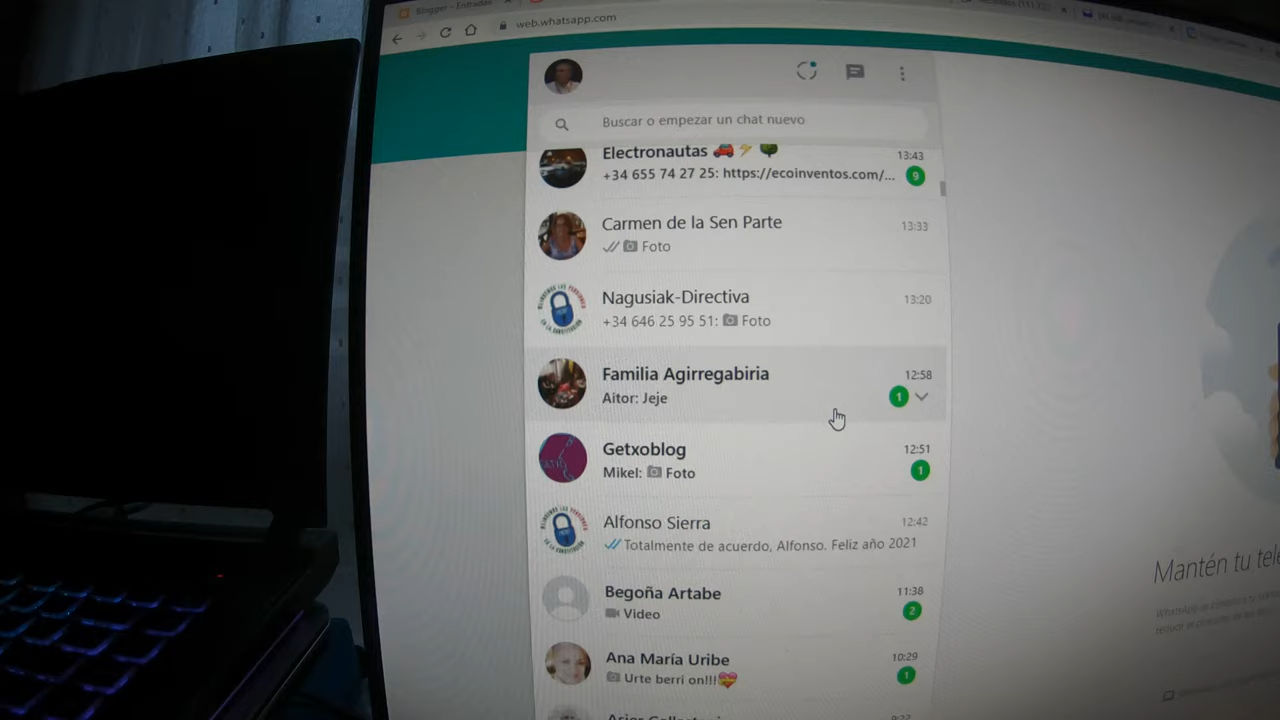 Blogger - Entradas
web.whatsapp.com
Buscar o empezar un chat nuevo
Electronautas 🚗⚡🌳 13:43
+34 655 74 27 25: https://ecoinventos.com/... 9
Carmen de la Sen Parte 13:33
Foto
Nagusiak-Directiva 13:20
+34 646 25 95 51: Foto
Familia Agirregabiria 12:58
Aitor: Jeje 1
Getxoblog 12:51
Mikel: Foto 1
Alfonso Sierra 12:42
Totalmente de acuerdo, Alfonso. Feliz año 2021
Begoña Artabe 11:38
Video 2
Ana María Uribe 10:29
Urte berri on!!!💝 1
Mantén tu